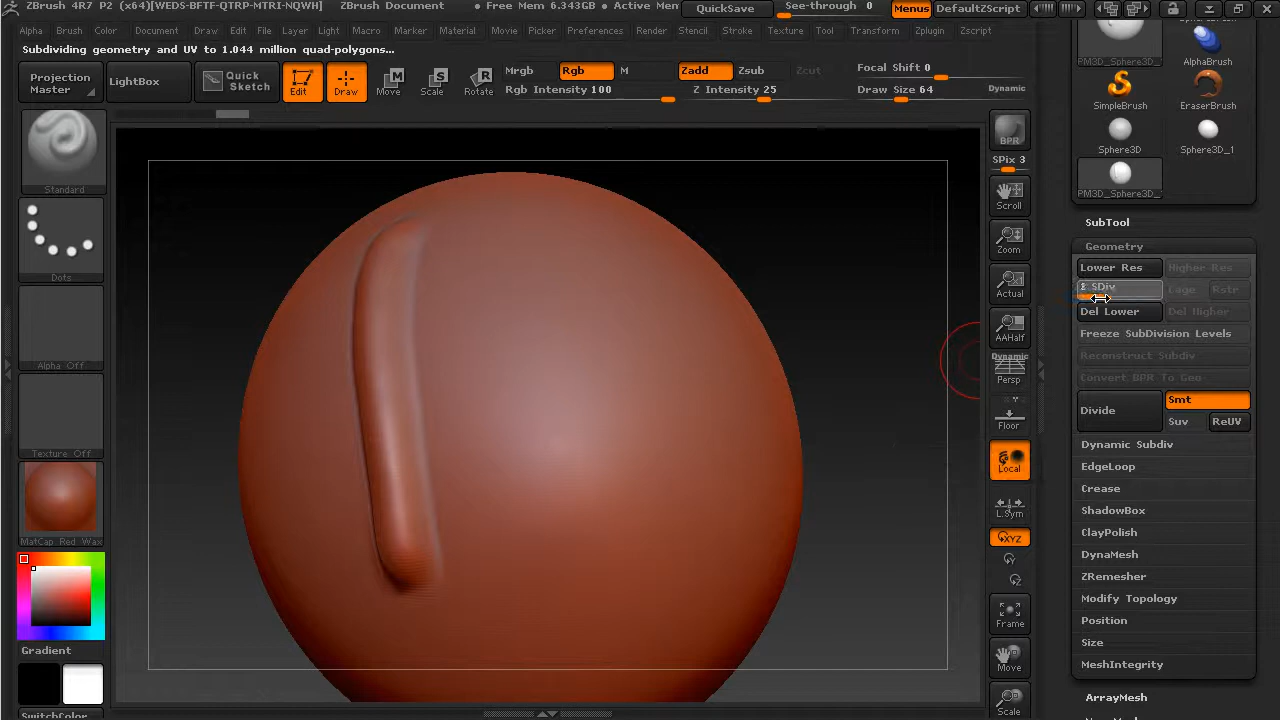 ZBrush 4R7 P2 (x64)[WEDS-BFTF-QTRP-MTRI-NQWH] ZBrush Document • Free Mem 6.343GB • Active Mem QuickSave See-through 0 Menus DefaultZScript
Alpha Brush Color Document Draw Edit File Layer Light Macro Marker Material Movie Picker Preferences Render Stencil Stroke Texture Tool Transform Zplugin Zscript
Subdividing geometry and UV to 1.044 million quad-polygons...
Projection Master
LightBox
Quick Sketch
Edit
Draw
Move
Scale
Rotate
Mrgb Rgb M
Rgb Intensity 100
Zadd Zsub Zcut
Z Intensity 25
Focal Shift 0
Draw Size 64 Dynamic
Standard
Dots
Alpha Off
Texture Off
MatCap Red Wax
Gradient
SwitchColor
BPR
SPix 3
Scroll
Zoom
Actual
AAHalf
Dynamic
Persp
Floor
Local
L.Sym
XYZ
Frame
Move
Scale
PM3D_Sphere3D_
AlphaBrush
SimpleBrush EraserBrush
Sphere3D Sphere3D_1
PM3D_Sphere3D_
SubTool
Geometry
Lower Res Higher Res
SDiv Cage Rstr
Del Lower Del Higher
Freeze SubDivision Levels
Reconstruct Subdiv
Convert BPR To Geo
Divide Smt
Suv ReUV
Dynamic Subdiv
EdgeLoop
Crease
ShadowBox
ClayPolish
DynaMesh
ZRemesher
Modify Topology
Position
Size
MeshIntegrity
ArrayMesh